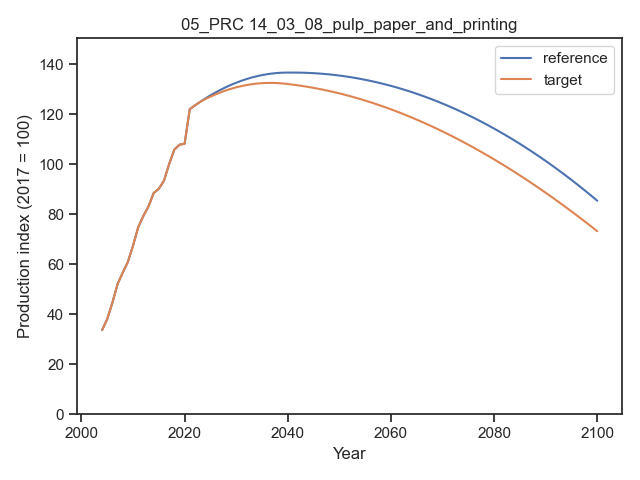 05_PRC 14_03_08_pulp_paper_and_printing
reference
target
Production index (2017 = 100)
140
120
100
80
60
40
20
0
2000
2020
2040
2060
2080
2100
Year